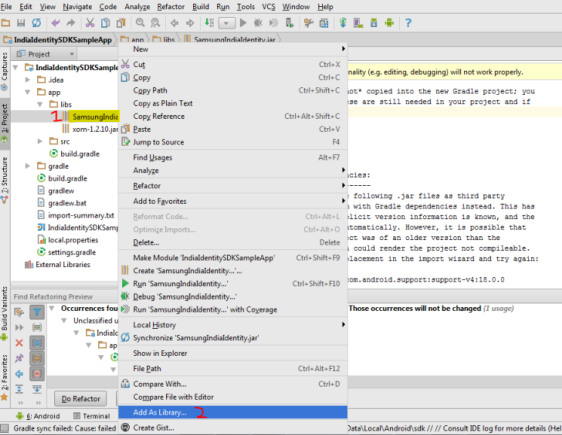 File Edit View Navigate Code Analyze Refactor Build Run Tools VCS Window Help
IndiaIdentitySDKSampleApp app libs SamsungIndiaIdentity.jar
Project
Captures
1: Project
7: Structure
Build Variants
2: Favorites
IndiaIdentitySDKSampleApp
.idea
app
libs
1 SamsungIndia
xom-1.2.10.jar
src
build.gradle
gradle
build.gradle
gradlew
gradlew.bat
import-summary.txt
IndiaIdentitySDKSam
local.properties
settings.gradle
External Libraries
New
Cut Ctrl+X
Copy Ctrl+C
Copy Path Ctrl+Shift+C
Copy as Plain Text
Copy Reference Ctrl+Alt+Shift+C
Paste Ctrl+V
Jump to Source F4
Find Usages Alt+F7
Analyze
Refactor
Add to Favorites
Reformat Code... Ctrl+Alt+L
Optimize Imports... Ctrl+Alt+O
Delete... Delete
Make Module 'IndiaIdentitySDKSampleApp' Ctrl+Shift+F9
Create 'SamsungIndiaIdentity...'...
Run 'SamsungIndiaIdentity...' Ctrl+Shift+F10
Debug 'SamsungIndiaIdentity...'
Run 'SamsungIndiaIdentity...' with Coverage
Local History
Synchronize 'SamsungIndiaIdentity.jar'
Show in Explorer
File Path Ctrl+Alt+F12
Compare With... Ctrl+D
Compare File with Editor
Add As Library... 2
Create Gist...
nality (e.g. editing, debugging) will not work properly.
not* copied into the new Gradle project; you
se are still needed in your project and if
cies:
--------
following .jar files as third party
with Gradle dependencies instead. This has
licit version information is known, and the
utomatically. However, it is possible that
ect was of an older version than the
could render the project not compileable.
placement in the import wizard and try again:
com.android.support:support-v4:18.0.0
Find Refactoring Preview
Occurrences foun
Those occurrences will not be changed (1 usage)
Unclassified u
IndiaI
ap
Do Refactor
6: Android Terminal
Gradle sync failed: Cause: failed
Data\Local\Android\sdk // // Consult IDE log for more details (Hel